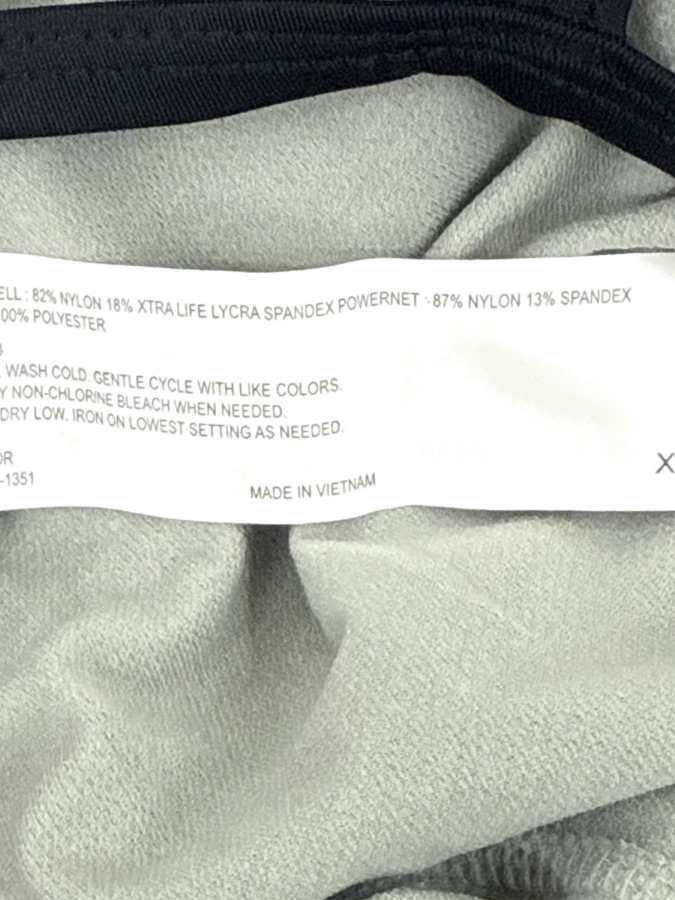 ELL : 82% NYLON 18% XTRA LIFE LYCRA SPANDEX POWERNET : 87% NYLON 13% SPANDEX
00% POLYESTER
WASH COLD. GENTLE CYCLE WITH LIKE COLORS.
Y NON-CHLORINE BLEACH WHEN NEEDED.
DRY LOW. IRON ON LOWEST SETTING AS NEEDED.
OR
-1351
MADE IN VIETNAM
X